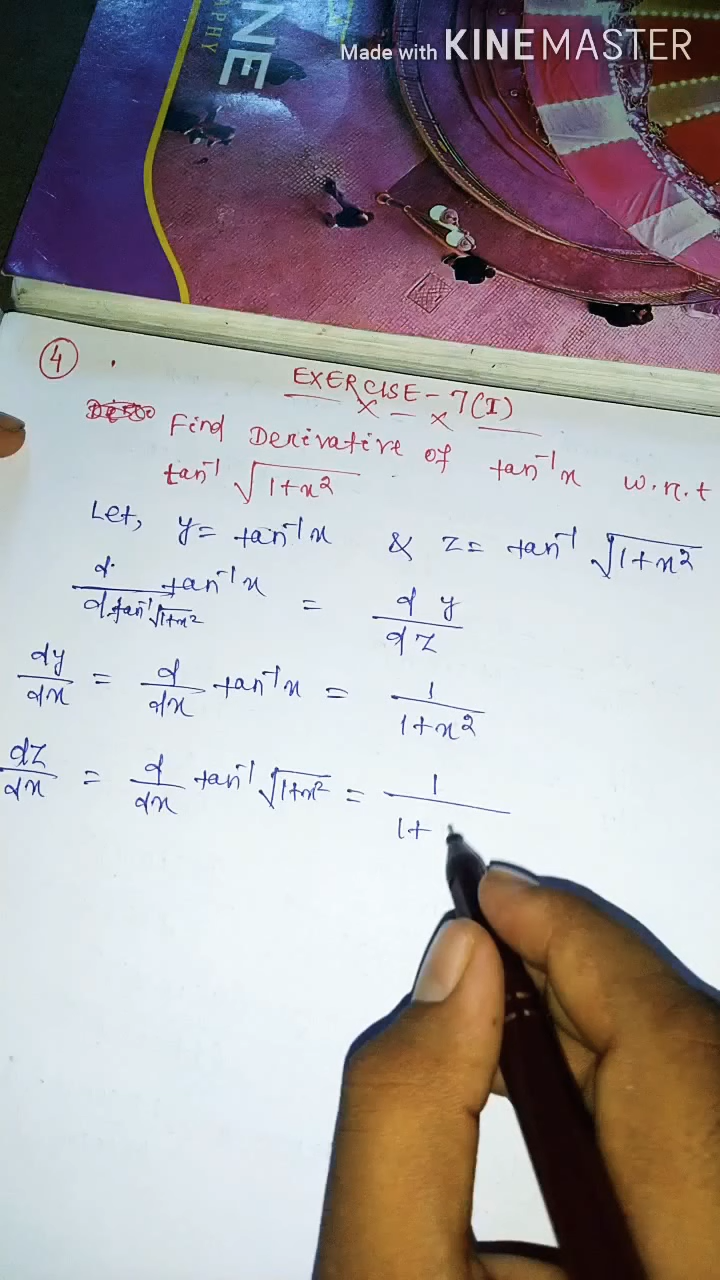 Made with KINEMASTER
NE
APHY
4
EXERCISE - 7(I)
Find Derivative of tan⁻¹x w.r.t
tan⁻¹ √1+x²
Let, y = tan⁻¹x & z = tan⁻¹ √1+x²
d tan⁻¹x / d tan⁻¹√1+x² = dy/dz
dy/dx = d/dx tan⁻¹x = 1/1+x²
dz/dx = d/dx tan⁻¹ √1+x² = 1/1+